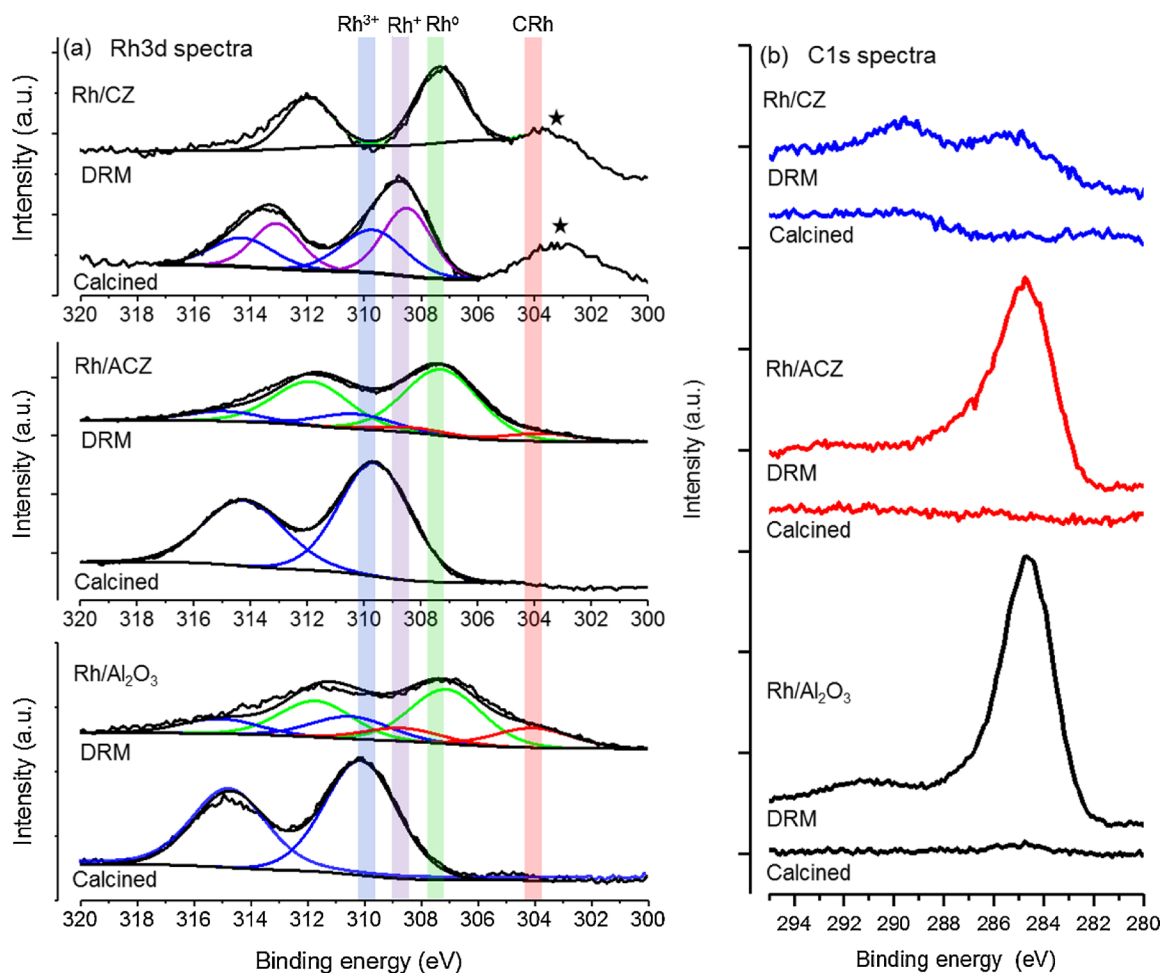 Rh³⁺ Rh⁺ Rh⁰ CRh
(a) Rh3d spectra
Rh/CZ
★
DRM
★
Calcined
Intensity (a.u.)
320 318 316 314 312 310 308 306 304 302 300
Rh/ACZ
DRM
Calcined
Intensity (a.u.)
320 318 316 314 312 310 308 306 304 302 300
Rh/Al₂O₃
DRM
Calcined
Intensity (a.u.)
320 318 316 314 312 310 308 306 304 302 300
Binding energy (eV)
(b) C1s spectra
Rh/CZ
DRM
Calcined
Rh/ACZ
DRM
Calcined
Rh/Al₂O₃
DRM
Calcined
Intensity (a.u.)
294 292 290 288 286 284 282 280
Binding energy (eV)